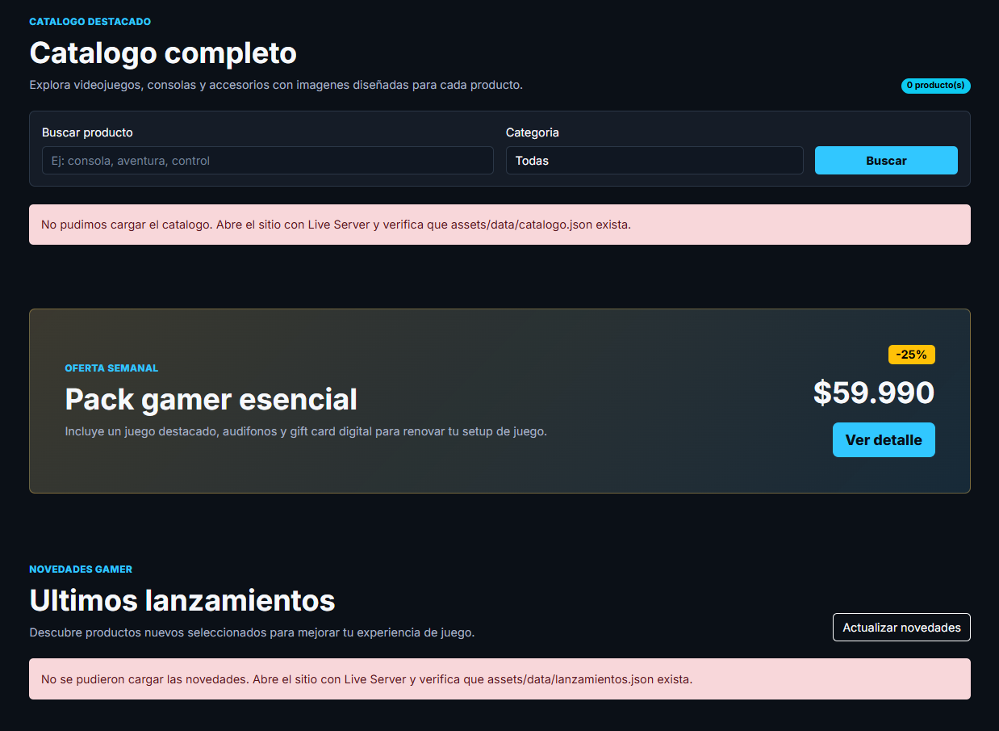 CATALOGO DESTACADO
Catalogo completo
Explora videojuegos, consolas y accesorios con imagenes diseñadas para cada producto.
0 producto(s)
Buscar producto
Categoria
Ej: consola, aventura, control
Todas
Buscar
No pudimos cargar el catalogo. Abre el sitio con Live Server y verifica que assets/data/catalogo.json exista.
-25%
OFERTA SEMANAL
Pack gamer esencial
$59.990
Incluye un juego destacado, audifonos y gift card digital para renovar tu setup de juego.
Ver detalle
NOVEDADES GAMER
Ultimos lanzamientos
Descubre productos nuevos seleccionados para mejorar tu experiencia de juego.
Actualizar novedades
No se pudieron cargar las novedades. Abre el sitio con Live Server y verifica que assets/data/lanzamientos.json exista.